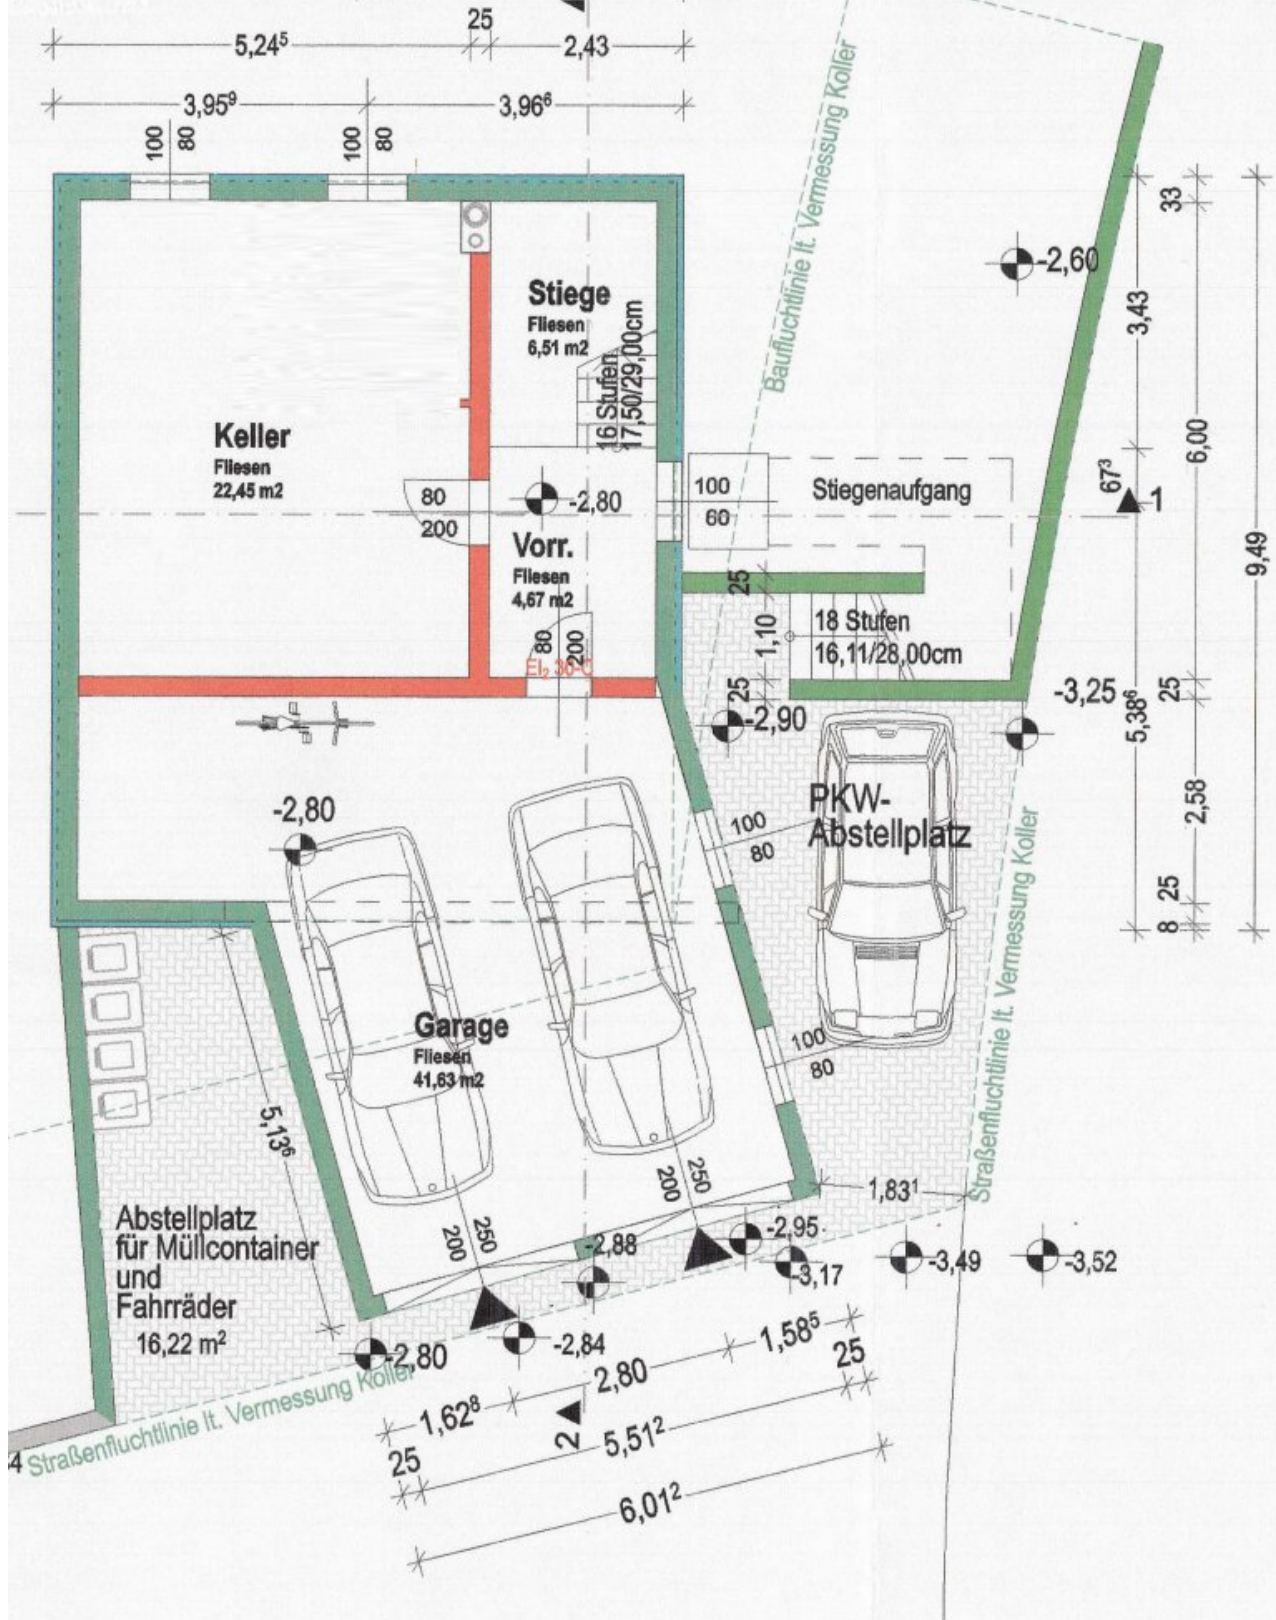 25
5,24⁵
2,43
3,95⁹
3,96⁶
100
80
100
80
Baufluchtlinie lt. Vermessung Koller
33
-2,60
3,43
Stiege
Fliesen
6,51 m2
16 Stufen
17,50/29,00cm
Keller
Fliesen
22,45 m2
6,00
67³
1
80
200
-2,80
100
60
Stiegenaufgang
Vorr.
Fliesen
4,67 m2
9,49
25
80
200
EI₂ 30-C
1,10
18 Stufen
16,11/28,00cm
25
-2,90
-3,25
25
5,38⁶
-2,80
100
80
PKW-
Abstellplatz
2,58
25
8
Straßenfluchtlinie lt. Vermessung Koller
Garage
Fliesen
41,63 m2
100
80
5,13⁶
200
250
1,83¹
Abstellplatz
für Müllcontainer
und
Fahrräder
16,22 m²
200
250
-2,88
-2,95
-3,17
-3,49
-3,52
-2,80
-2,84
1,58⁵
25
2,80
1,62⁸
2
5,51²
25
6,01²
4
Straßenfluchtlinie lt. Vermessung Koller